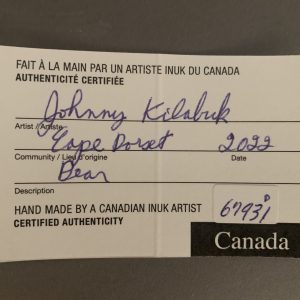 FAIT À LA MAIN PAR UN ARTISTE INUK DU CANADA
AUTHENTICITÉ CERTIFIÉE
Johnny Kilabuk
Artist / Artiste
Cape Dorset 2022
Community / Lieu d'origine Date
Bear
Description
HAND MADE BY A CANADIAN INUK ARTIST
CERTIFIED AUTHENTICITY
67931
Canada